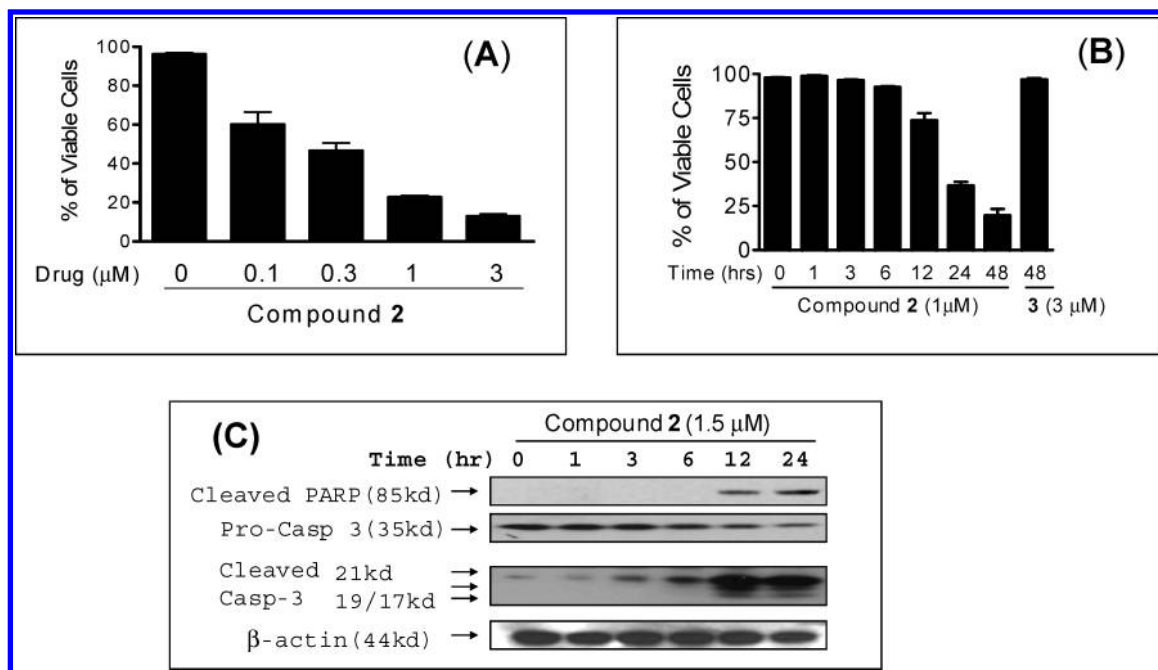 (A)
% of Viable Cells
100
80
60
40
20
0
Drug (μM) 0 0.1 0.3 1 3
Compound 2
(B)
% of Viable Cells
100
75
50
25
0
Time (hrs) 0 1 3 6 12 24 48 48
Compound 2 (1μM) 3 (3 μM)
(C)
Compound 2 (1.5 μM)
Time (hr) 0 1 3 6 12 24
Cleaved PARP(85kd) →
Pro-Casp 3(35kd) →
Cleaved 21kd →
→
Casp-3 19/17kd →
β-actin(44kd) →